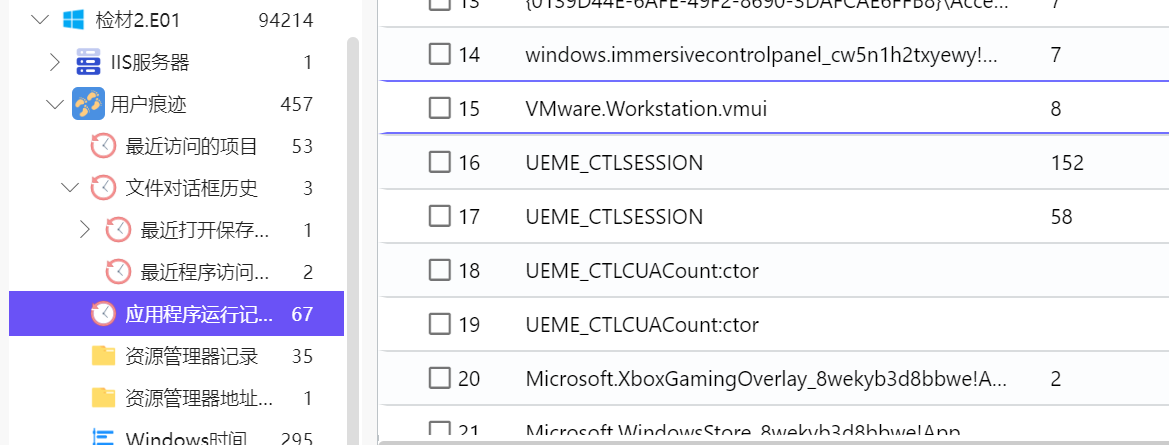 检材2.E01 94214
IIS服务器 1
用户痕迹 457
最近访问的项目 53
文件对话框历史 3
最近打开保存... 1
最近程序访问... 2
应用程序运行记... 67
资源管理器记录 35
资源管理器地址... 1
Windows时间 295
13 {0139D44E-6AFE-49F2-8690-3DAFCAE6FFB8}\Acce... 7
14 windows.immersivecontrolpanel_cw5n1h2txyewy!... 7
15 VMware.Workstation.vmui 8
16 UEME_CTLSESSION 152
17 UEME_CTLSESSION 58
18 UEME_CTLCUACount:ctor
19 UEME_CTLCUACount:ctor
20 Microsoft.XboxGamingOverlay_8wekyb3d8bbwe!A... 2
21 Microsoft.WindowsStore_8wekyb3d8bbwe!App